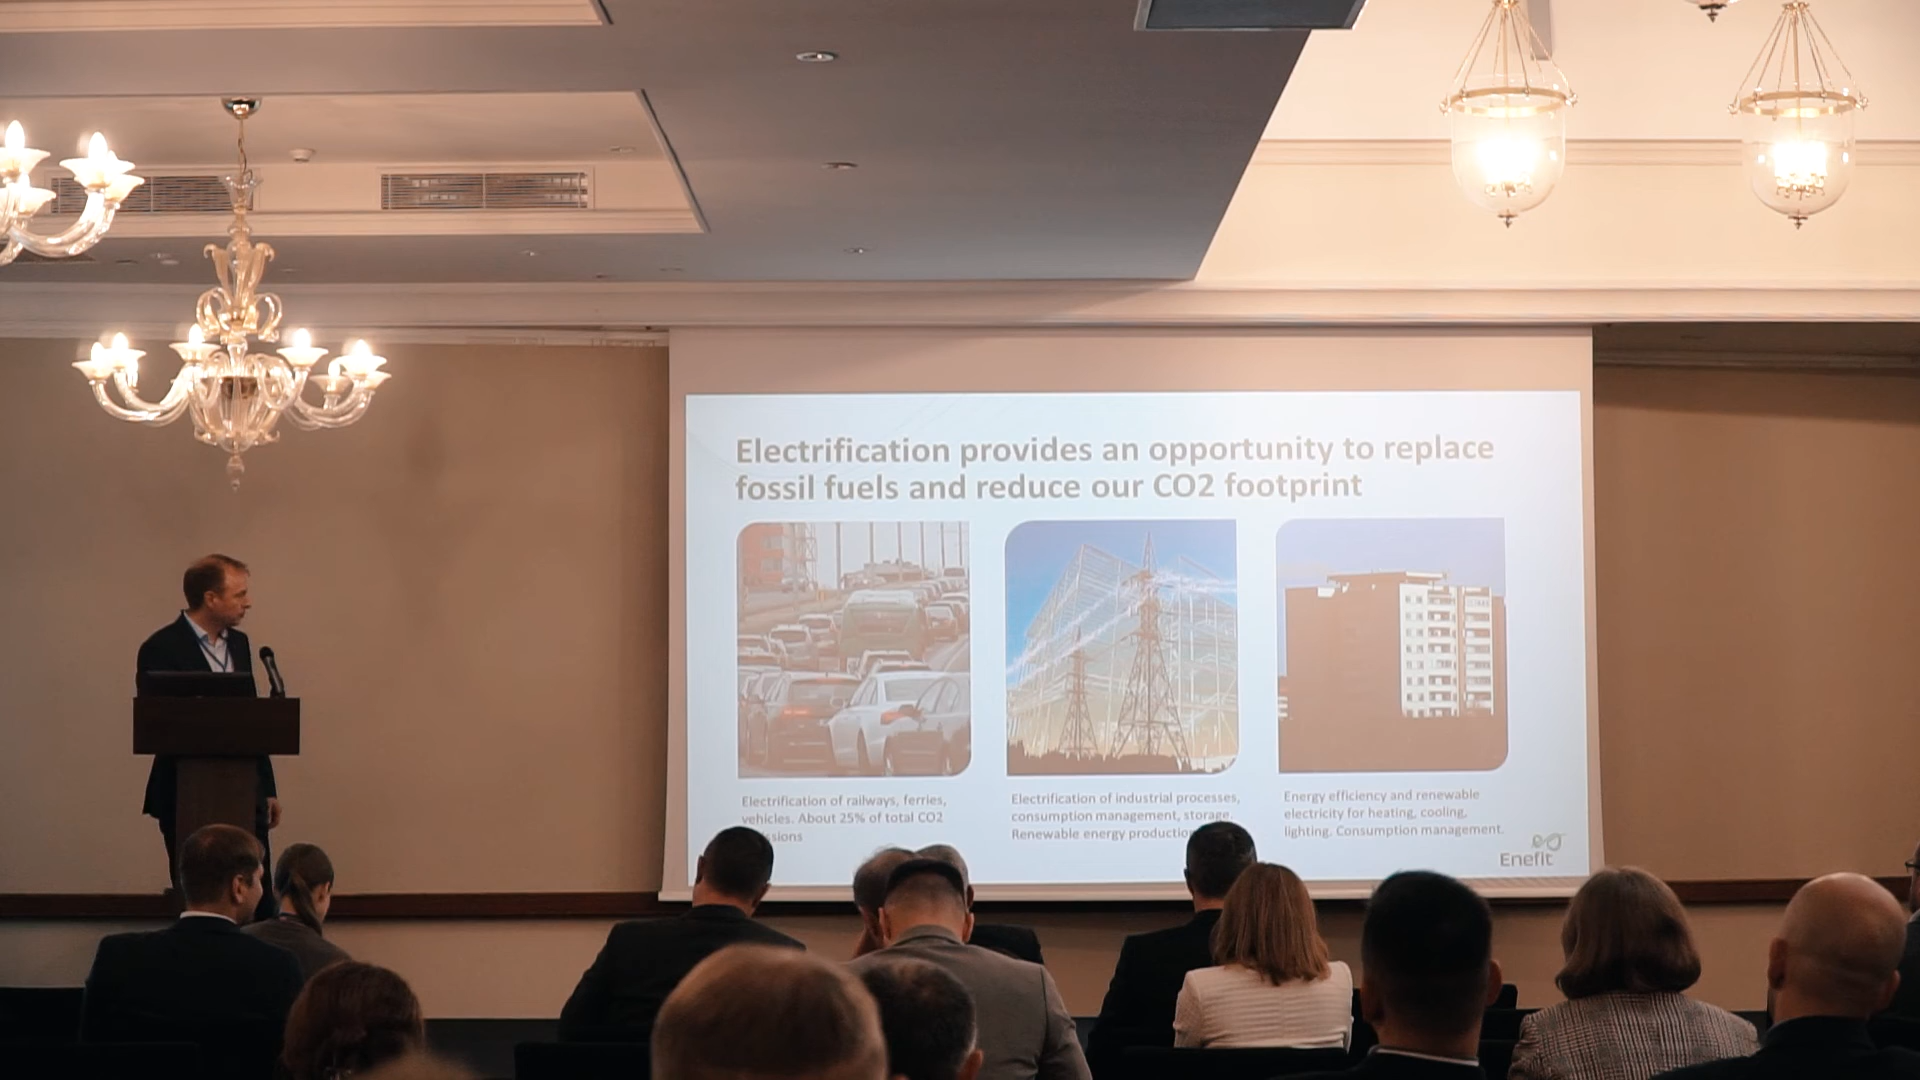 Electrification provides an opportunity to replace
fossil fuels and reduce our CO2 footprint
Electrification of railways, ferries,
vehicles. About 25% of total CO2
Electrification of industrial processes,
consumption management, storage.
Renewable energy production
Energy efficiency and renewable
electricity for heating, cooling,
lighting. Consumption management.
Enefit